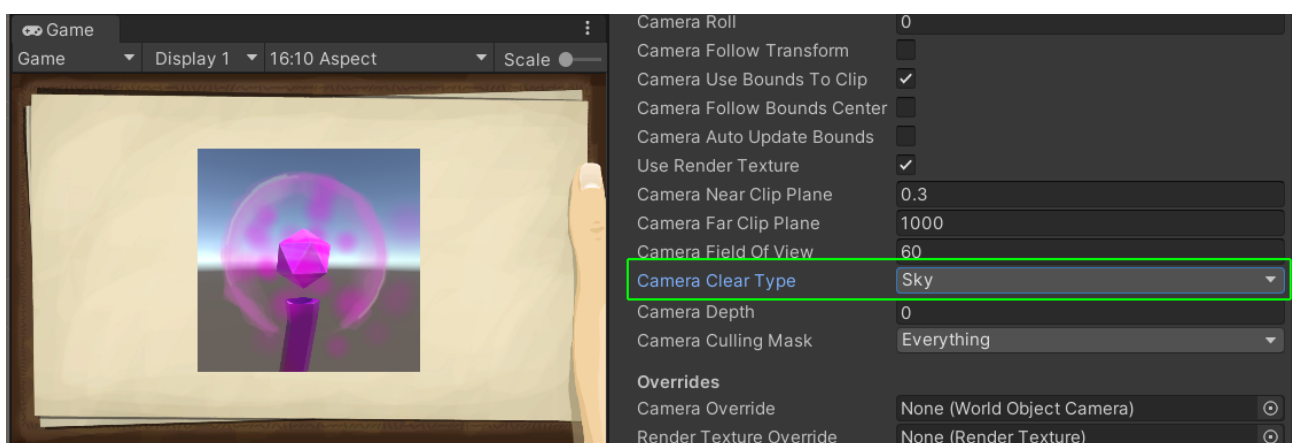 Game
Game Display 1 16:10 Aspect Scale
Camera Roll 0
Camera Follow Transform
Camera Use Bounds To Clip
Camera Follow Bounds Center
Camera Auto Update Bounds
Use Render Texture
Camera Near Clip Plane 0.3
Camera Far Clip Plane 1000
Camera Field Of View 60
Camera Clear Type Sky
Camera Depth 0
Camera Culling Mask Everything
Overrides
Camera Override None (World Object Camera)
Render Texture Override None (Render Texture)